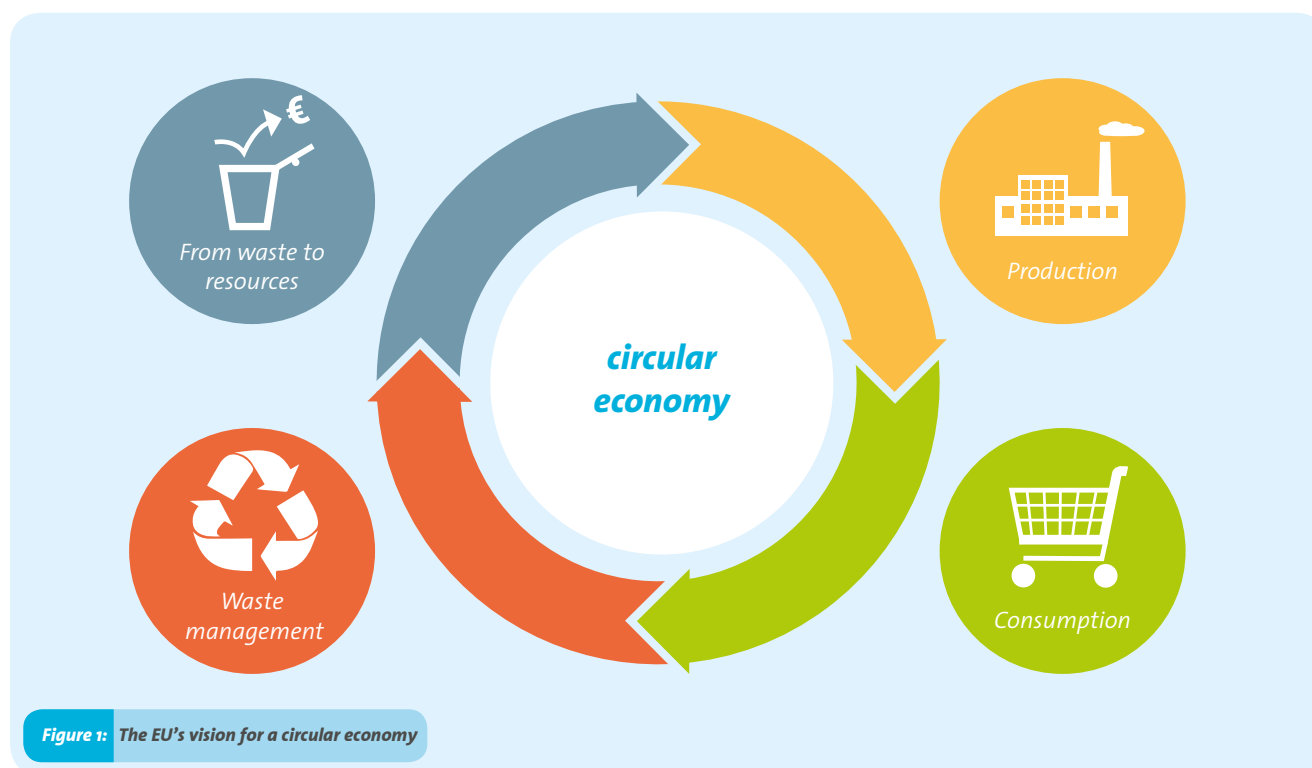 €
From waste to
resources
Production
circular
economy
Waste
management
Consumption
Figure 1: The EU's vision for a circular economy